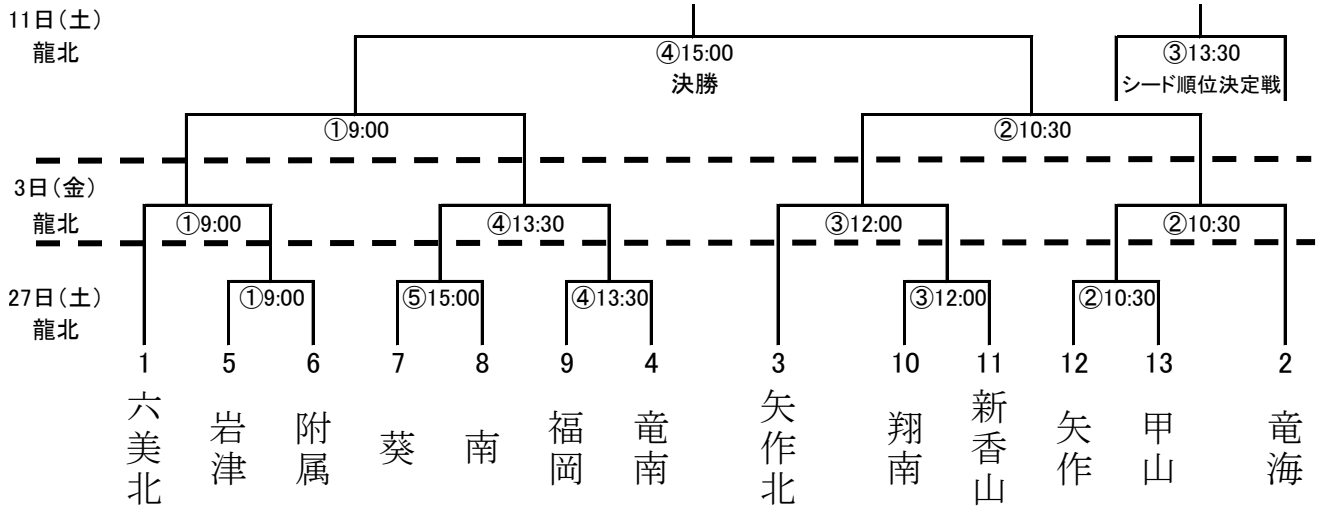 11日(土)
龍北
④15:00
決勝
③13:30
シード順位決定戦
①9:00
②10:30
3日(金)
龍北
①9:00
④13:30
③12:00
②10:30
27日(土)
龍北
①9:00
⑤15:00
④13:30
③12:00
②10:30
1 5 6 7 8 9 4 3 10 11 12 13 2
六美北
岩津
附属
葵
南
福岡
竜南
矢作北
翔南
新香山
矢作
甲山
竜海